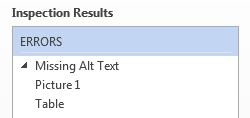 Inspection Results
ERRORS
Missing Alt Text
Picture 1
Table